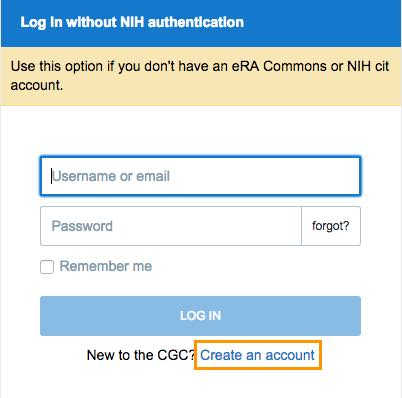 Log In without NIH authentication
Use this option if you don't have an eRA Commons or NIH cit
account.
Username or email
Password
forgot?
Remember me
LOG IN
New to the CGC? Create an account